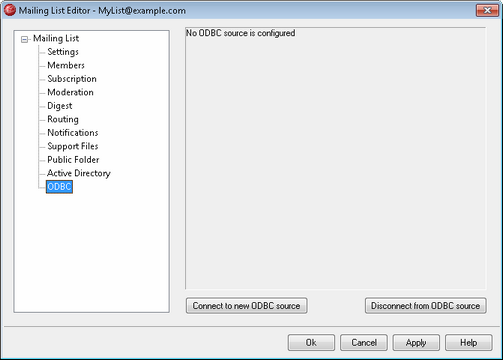 Mailing List Editor - MyList@example.com
Mailing List
Settings
Members
Subscription
Moderation
Digest
Routing
Notifications
Support Files
Public Folder
Active Directory
ODBC
No ODBC source is configured
Connect to new ODBC source
Disconnect from ODBC source
Ok
Cancel
Apply
Help